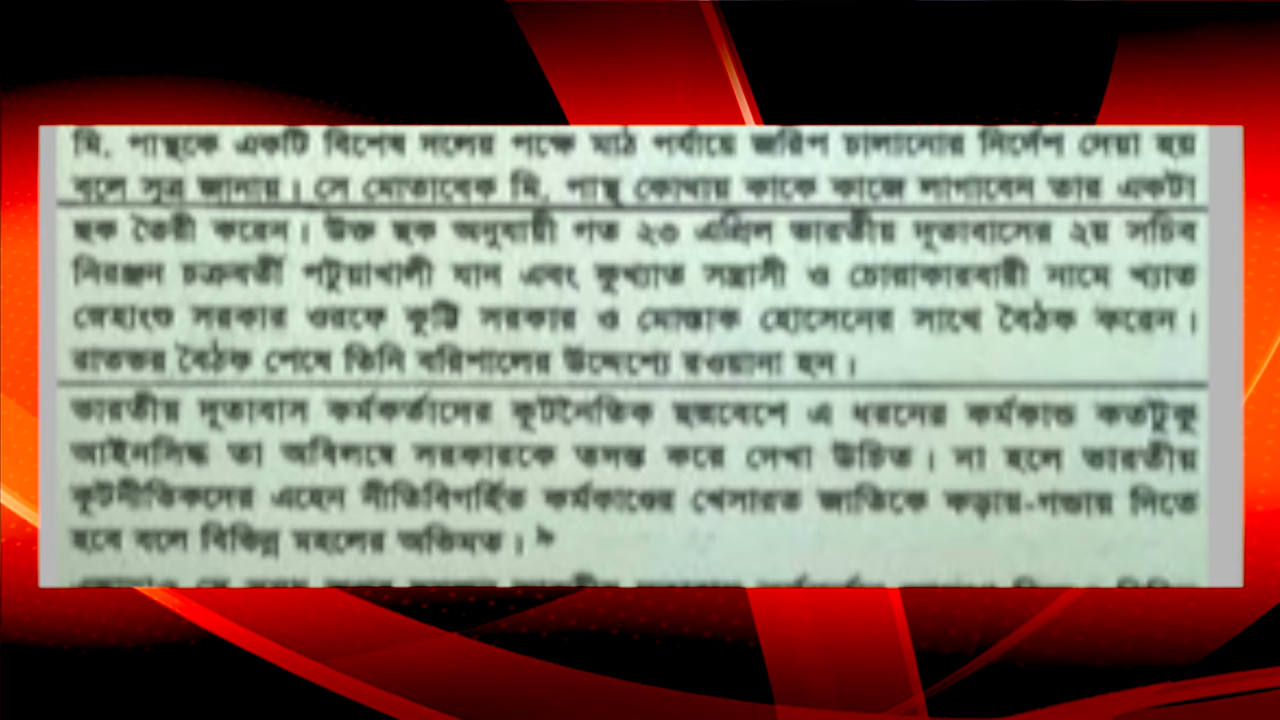 মি. পান্থকে একটি বিশেষ দলের পক্ষে মাঠ পর্যায়ে জরিপ চালানোর নির্দেশ দেয়া হয়
বলে সূত্র জানায়। সে মোতাবেক মি. পান্থ কোথায় কাকে কাজে লাগাবেন তার একটা
ছক তৈরী করেন। উক্ত ছক অনুযায়ী গত ২৩ এপ্রিল ভারতীয় দূতাবাসের ২য় সচিব
নিরঞ্জন চক্রবর্তী পটুয়াখালী যান এবং কুখ্যাত সন্ত্রাসী ও চোরাকারবারী নামে খ্যাত
সরকার ওরফে কুট্টি সরকার ও মোস্তাক হোসেনের সাথে বৈঠক করেন।
রাতভর বৈঠক শেষে তিনি বরিশালের উদ্দেশ্যে রওয়ানা হন।
ভারতীয় দূতাবাস কর্মকর্তাদের কূটনৈতিক ছদ্মবেশে এ ধরনের কর্মকান্ড কতটুকু
আইনসিদ্ধ তা অবিলম্বে সরকারকে তদন্ত করে দেখা উচিত। না হলে ভারতীয়
কূটনীতিকদের এহেন নীতিবিগর্হিত কর্মকাণ্ডের খেসারত জাতিকে কড়ায়-গন্ডায় দিতে
হবে বলে বিভিন্ন মহলের অভিমত। ৯